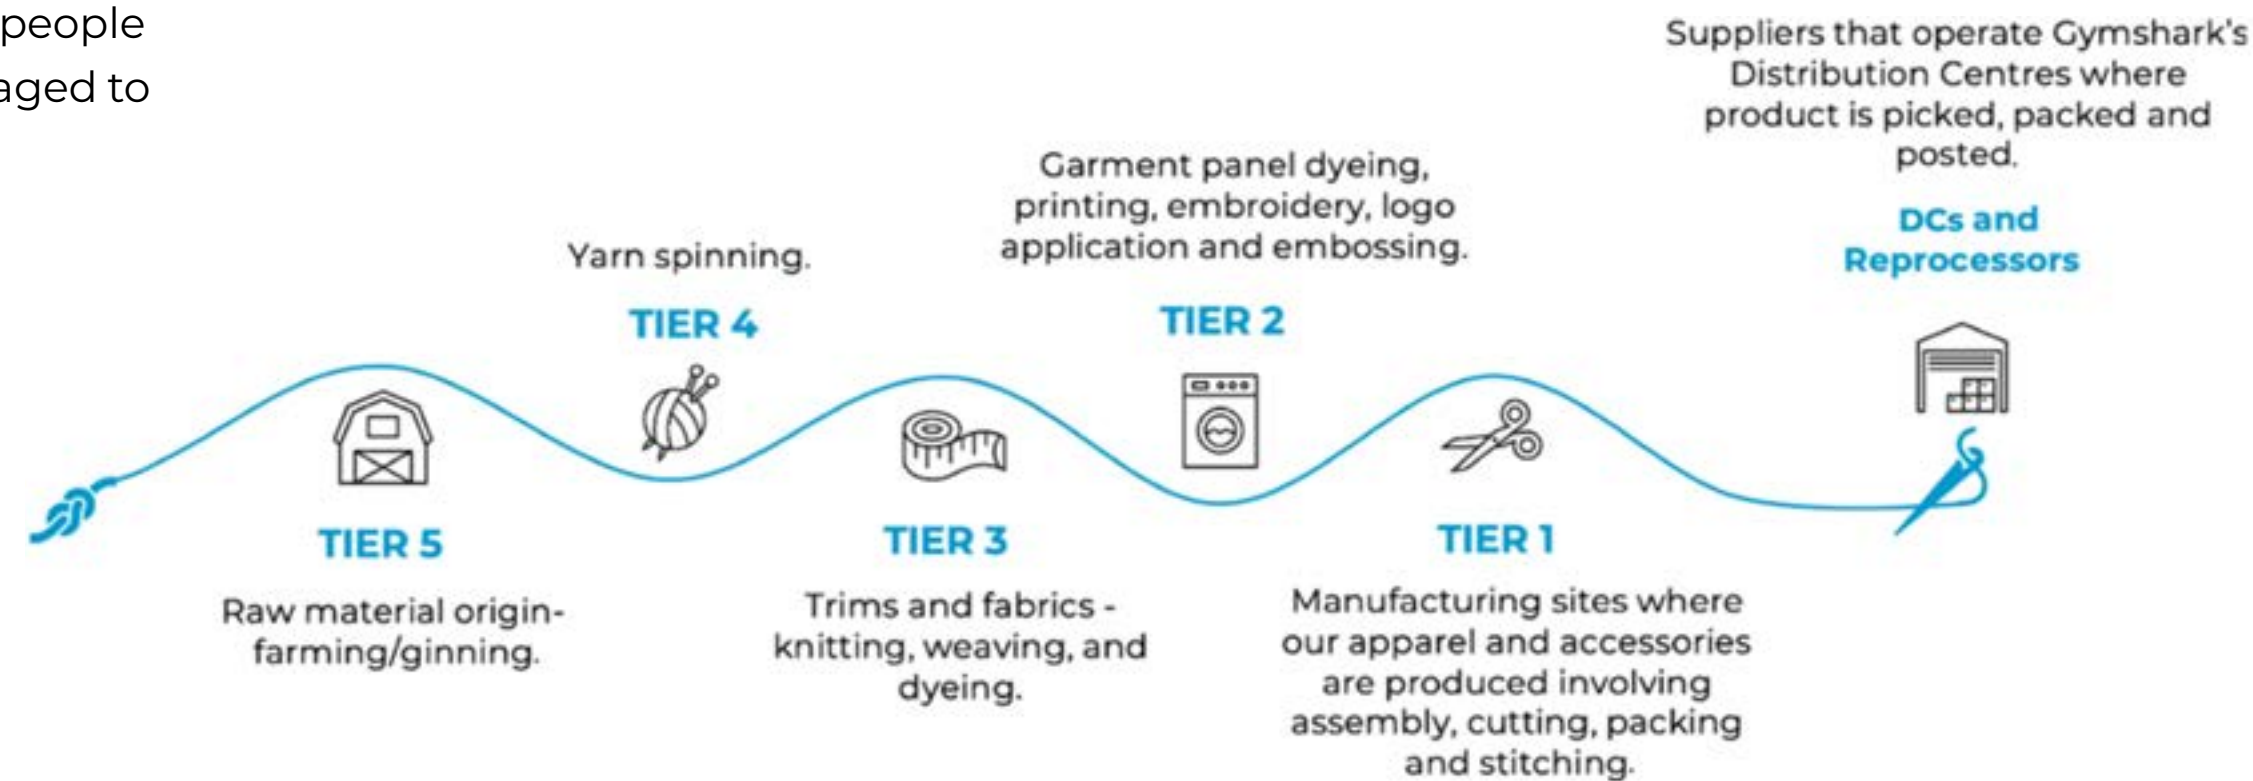 people
aged to
Suppliers that operate Gymshark's
Distribution Centres where
product is picked, packed and
posted.
DCs and
Reprocessors
Garment panel dyeing,
printing, embroidery, logo
application and embossing.
TIER 2
Yarn spinning.
TIER 4
TIER 5
Raw material origin-
farming/ginning.
TIER 3
Trims and fabrics -
knitting, weaving, and
dyeing.
TIER 1
Manufacturing sites where
our apparel and accessories
are produced involving
assembly, cutting, packing
and stitching.